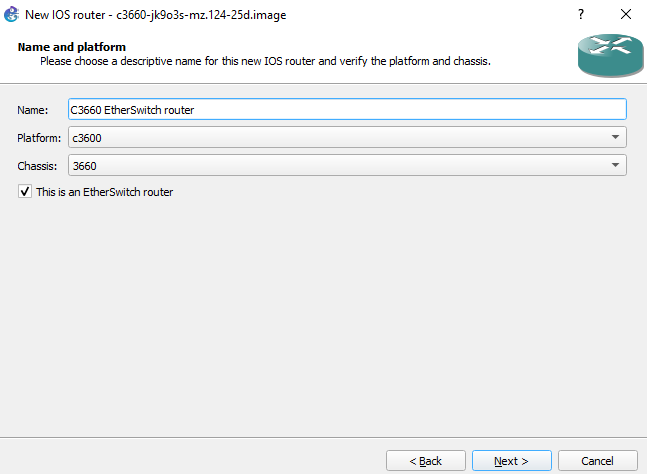 New IOS router - c3660-jk9o3s-mz.124-25d.image
?
Name and platform
Please choose a descriptive name for this new IOS router and verify the platform and chassis.
Name: C3660 EtherSwitch router
Platform: c3600
Chassis: 3660
This is an EtherSwitch router
< Back Next > Cancel